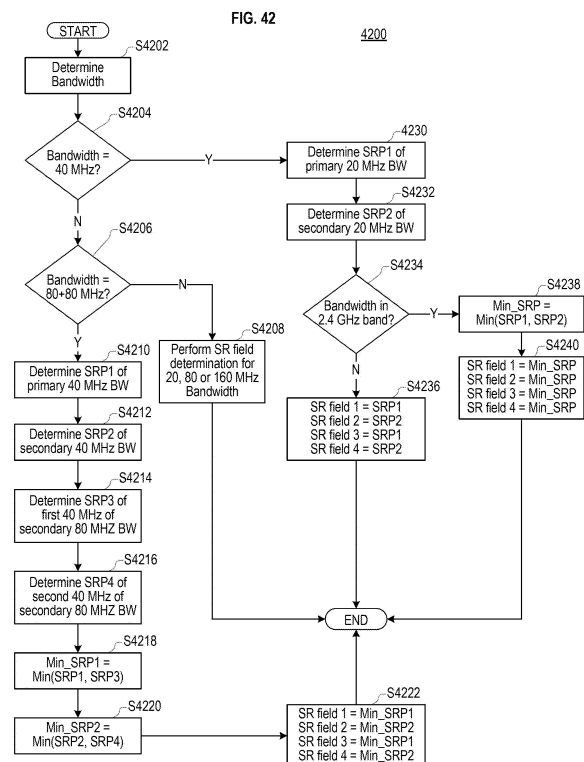 FIG. 42
4200
START
S4202
Determine
Bandwidth
S4204
Bandwidth =
40 MHz?
Y
N
S4206
Bandwidth =
80+80 MHz?
N
Y
S4208
Perform SR field
determination for
20, 80 or 160 MHz
Bandwidth
S4210
Determine SRP1 of
primary 40 MHz BW
S4212
Determine SRP2 of
secondary 40 MHz BW
S4214
Determine SRP3 of
first 40 MHz of
secondary 80 MHZ BW
S4216
Determine SRP4 of
second 40 MHz of
secondary 80 MHZ BW
S4218
Min_SRP1 =
Min(SRP1, SRP3)
S4220
Min_SRP2 =
Min(SRP2, SRP4)
S4222
SR field 1 = Min_SRP1
SR field 2 = Min_SRP2
SR field 3 = Min_SRP1
SR field 4 = Min_SRP2
4230
Determine SRP1 of
primary 20 MHz BW
S4232
Determine SRP2 of
secondary 20 MHz BW
S4234
Bandwidth in
2.4 GHz band?
Y
N
S4236
SR field 1 = SRP1
SR field 2 = SRP2
SR field 3 = SRP1
SR field 4 = SRP2
S4238
Min_SRP =
Min(SRP1, SRP2)
S4240
SR field 1 = Min_SRP
SR field 2 = Min_SRP
SR field 3 = Min_SRP
SR field 4 = Min_SRP
END